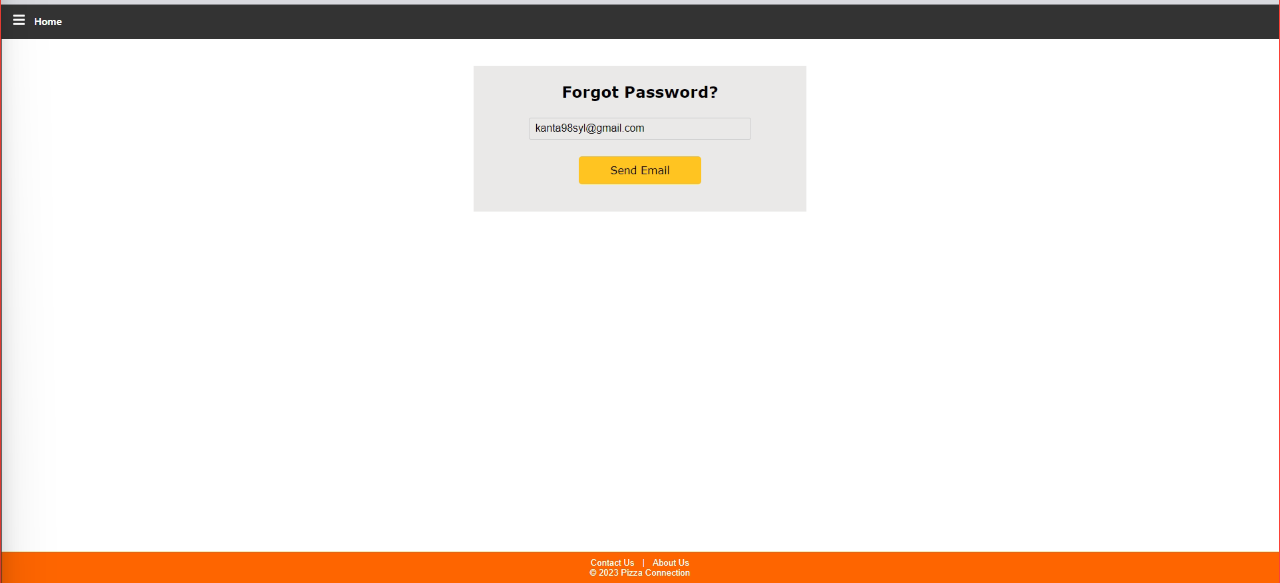 Home
Forgot Password?
kanta98syl@gmail.com
Send Email
Contact Us | About Us
© 2023 Pizza Connection